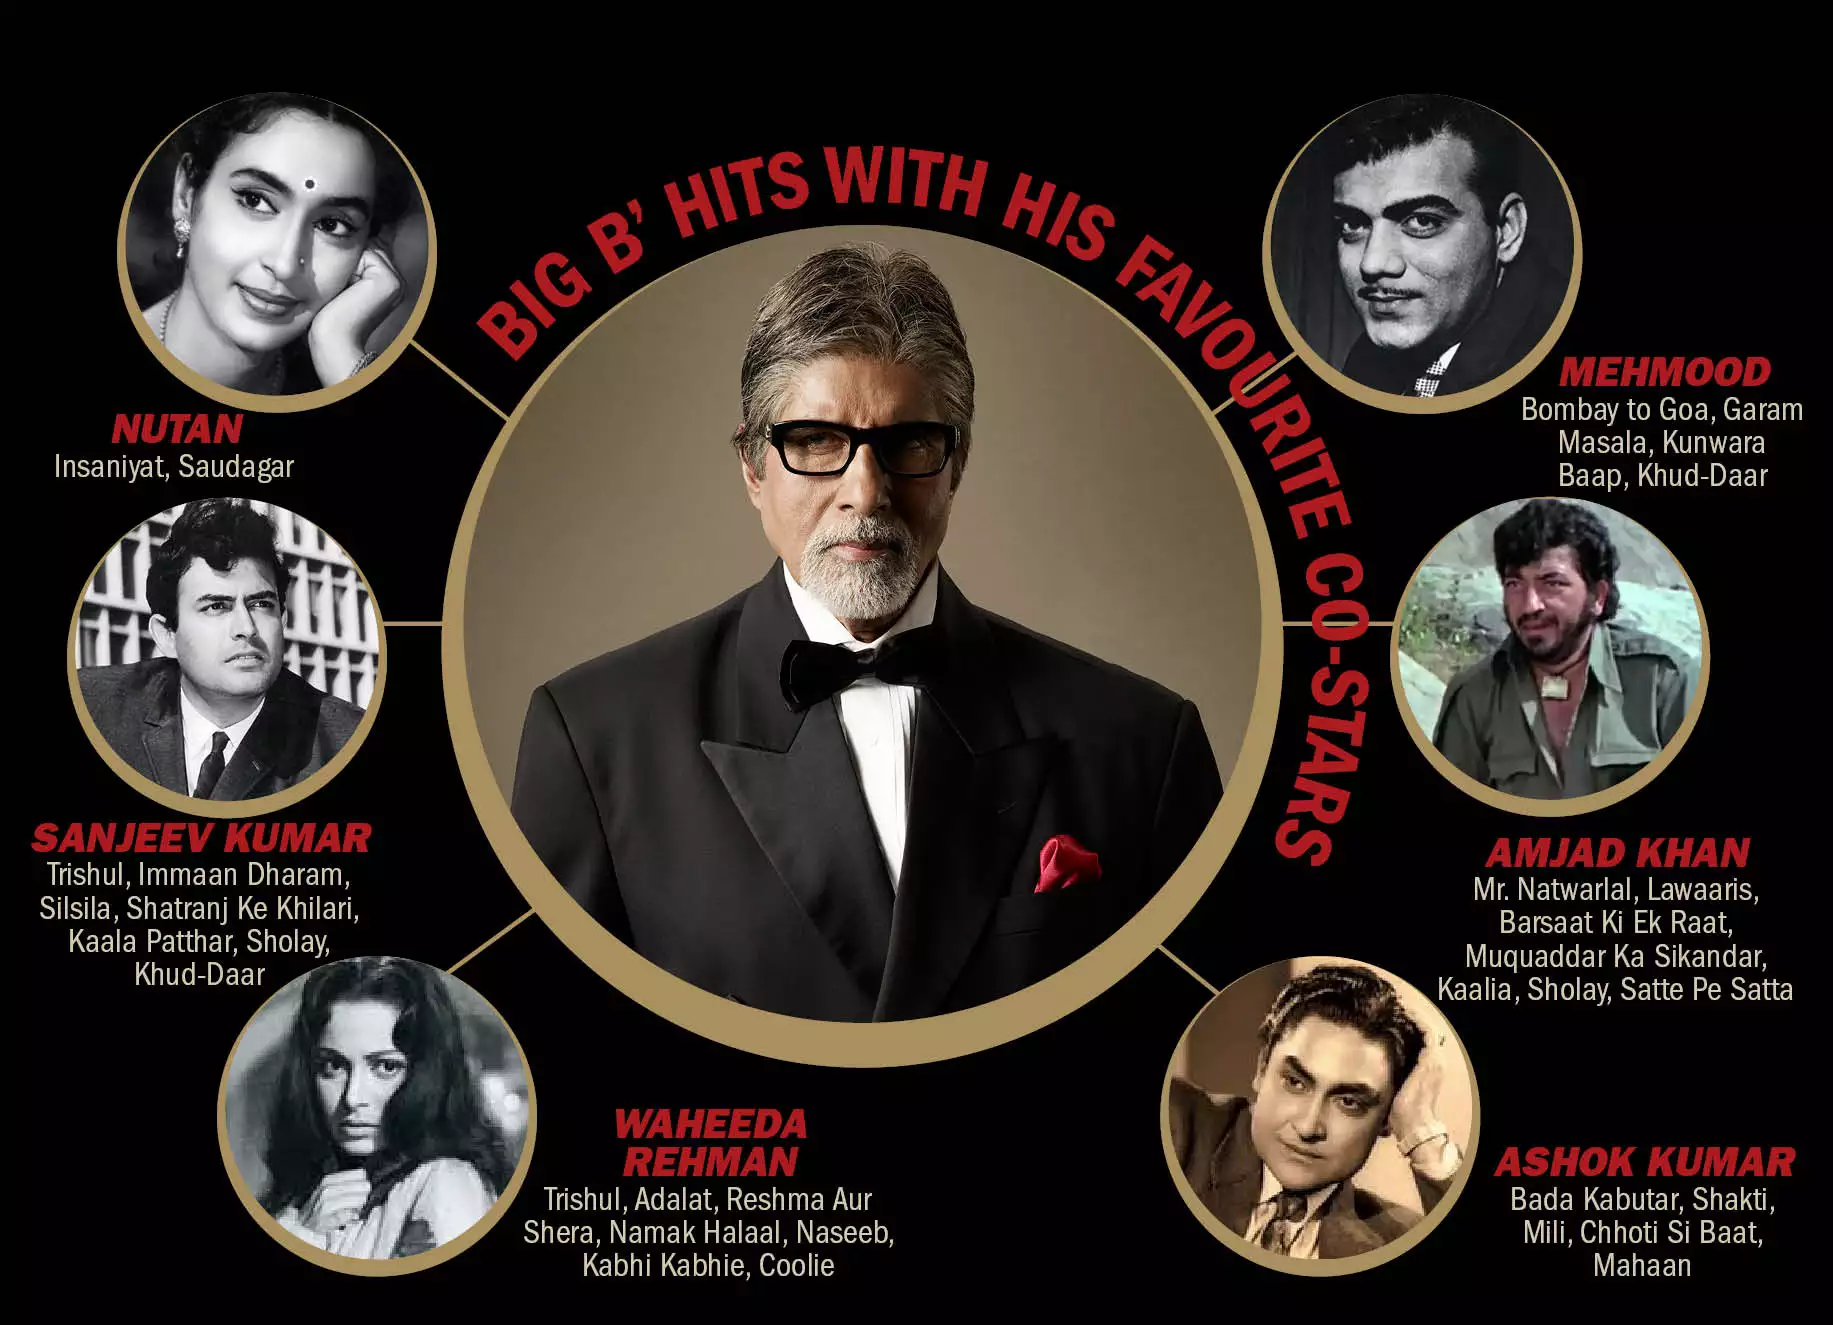 BIG B' HITS WITH HIS FAVOURITE CO-STARS
NUTAN
Insaniyat, Saudagar
SANJEEV KUMAR
Trishul, Immaan Dharam,
Silsila, Shatranj Ke Khilari,
Kaala Patthar, Sholay,
Khud-Daar
WAHEEDA
REHMAN
Trishul, Adalat, Reshma Aur
Shera, Namak Halaal, Naseeb,
Kabhi Kabhie, Coolie
MEHMOOD
Bombay to Goa, Garam
Masala, Kunwara
Baap, Khud-Daar
AMJAD KHAN
Mr. Natwarlal, Lawaaris,
Barsaat Ki Ek Raat,
Muquaddar Ka Sikandar,
Kaalia, Sholay, Satte Pe Satta
ASHOK KUMAR
Bada Kabutar, Shakti,
Mili, Chhoti Si Baat,
Mahaan